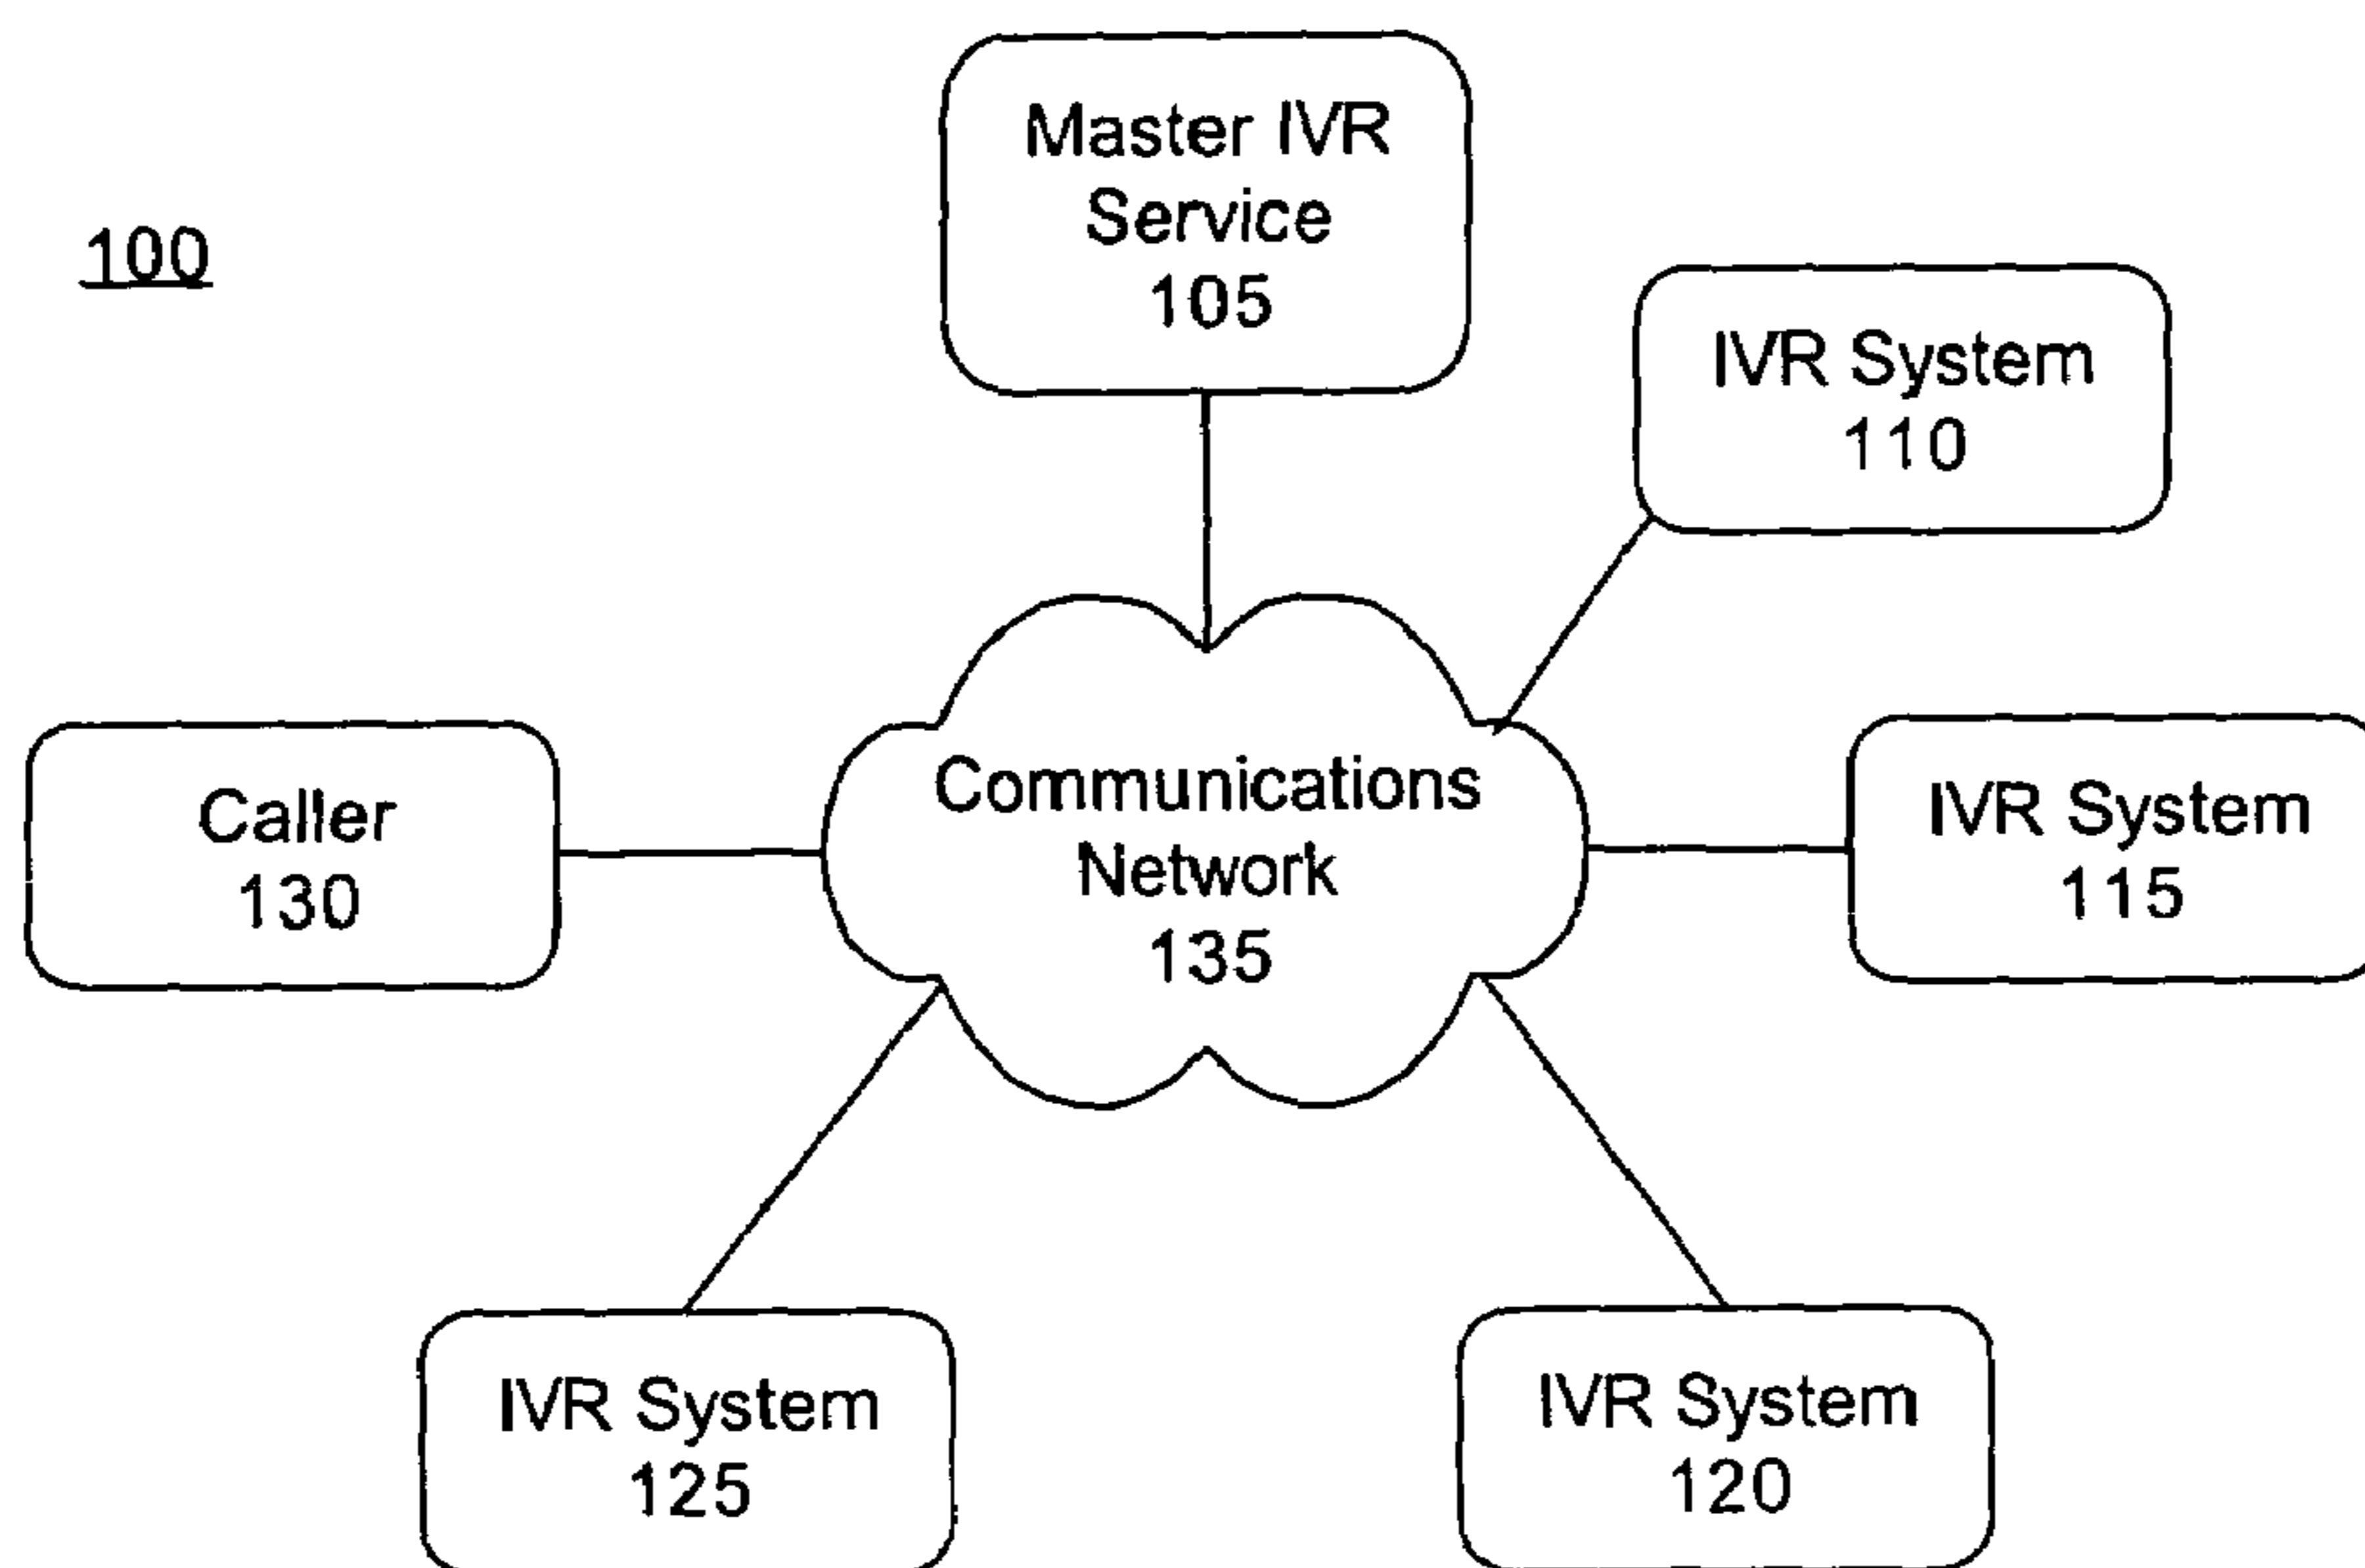 Master IVR
Service
105
100
IVR System
110
Communications
Network
135
Caller
130
IVR System
115
IVR System
125
IVR System
120